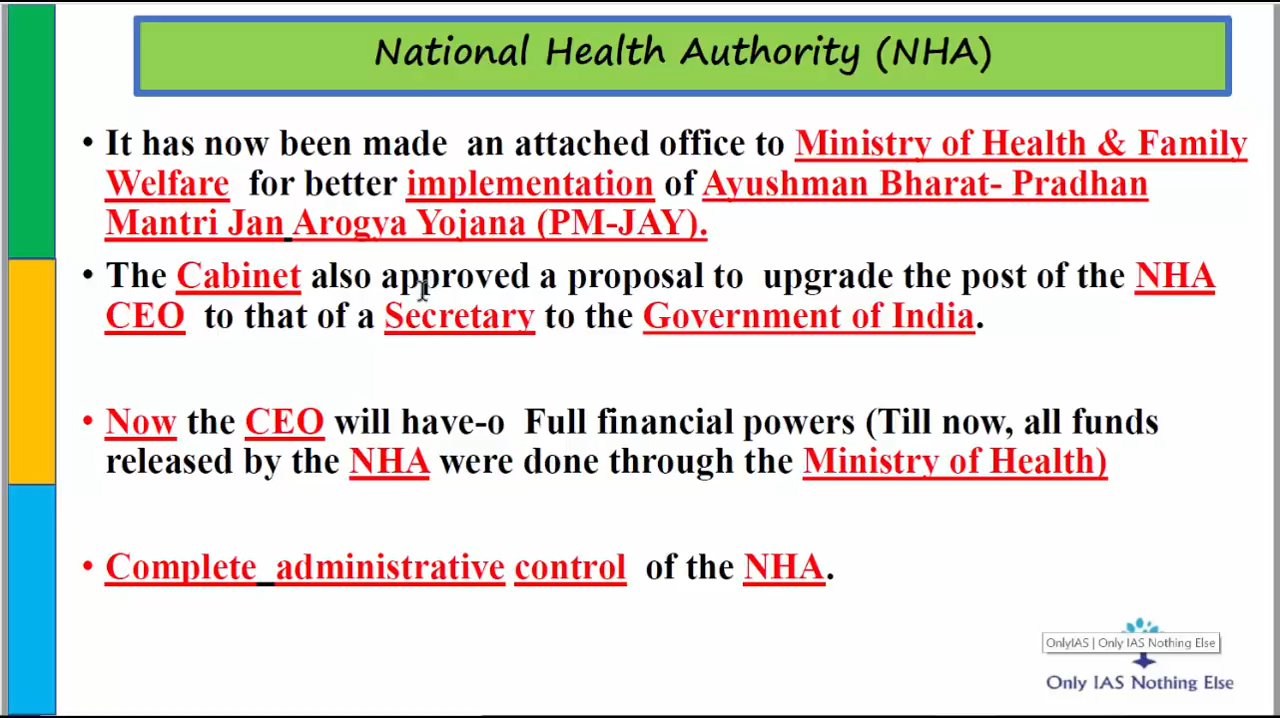 National Health Authority (NHA)
• It has now been made an attached office to Ministry of Health & Family
Welfare for better implementation of Ayushman Bharat- Pradhan
Mantri Jan Arogya Yojana (PM-JAY).
• The Cabinet also approved a proposal to upgrade the post of the NHA
CEO to that of a Secretary to the Government of India.
• Now the CEO will have-o Full financial powers (Till now, all funds
released by the NHA were done through the Ministry of Health)
• Complete administrative control of the NHA.
OnlyIAS | Only IAS Nothing Else
Only IAS Nothing Else